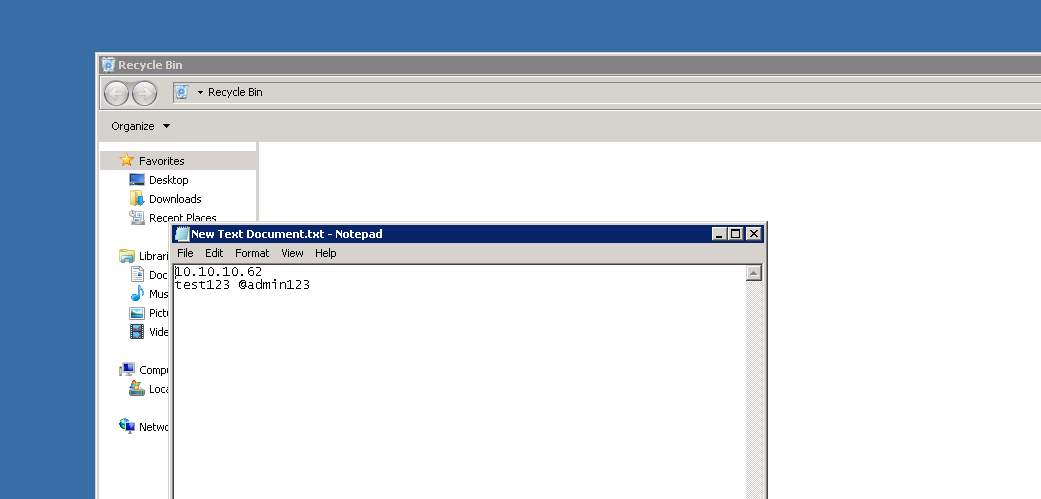 Recycle Bin
Recycle Bin
Organize
Favorites
Desktop
Downloads
Recent Places
Librari
Doc
Mus
Pict
Vide
Compu
Loca
Netwo
New Text Document.txt - Notepad
File Edit Format View Help
10.10.10.62
test123 @admin123